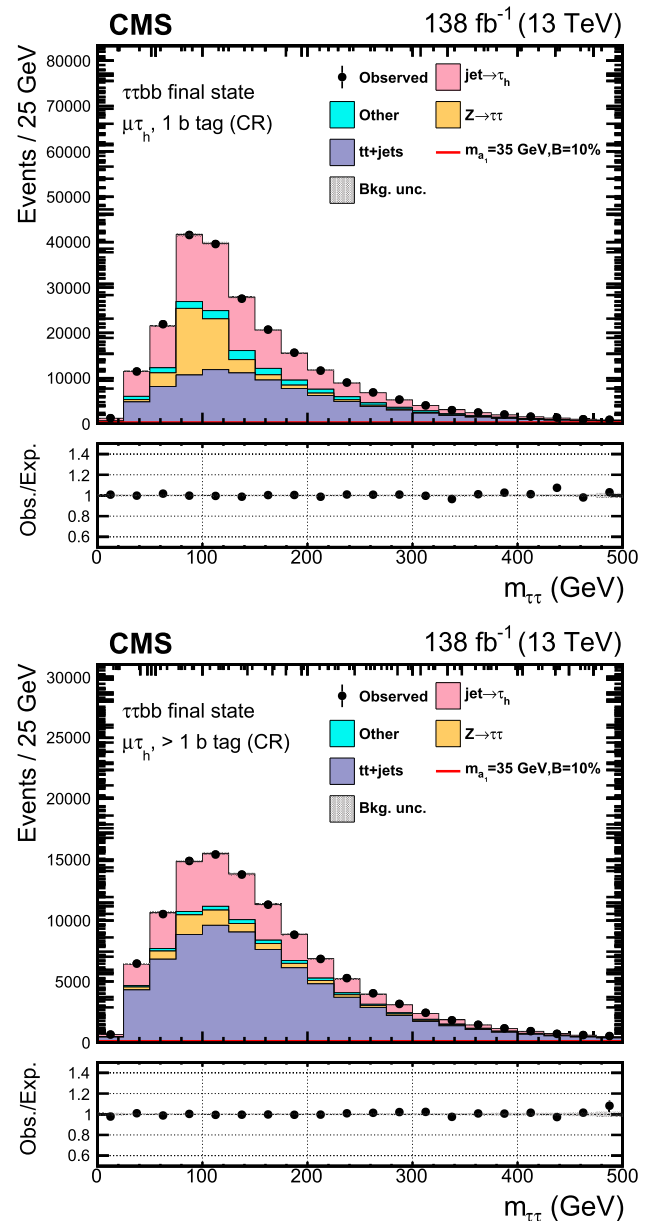 CMS 138 fb⁻¹ (13 TeV)
Events / 25 GeV
80000
70000
60000
50000
40000
30000
20000
10000
0
ττbb final state
μτₕ, 1 b tag (CR)
Observed
jet→τₕ
Other
Z→ττ
tt+jets
mₐ₁=35 GeV,B=10%
Bkg. unc.
Obs./Exp.
1.4
1.2
1
0.8
0.6
0 100 200 300 400 500
m_ττ (GeV)
CMS 138 fb⁻¹ (13 TeV)
Events / 25 GeV
30000
25000
20000
15000
10000
5000
0
ττbb final state
μτₕ, > 1 b tag (CR)
Observed
jet→τₕ
Other
Z→ττ
tt+jets
mₐ₁=35 GeV,B=10%
Bkg. unc.
Obs./Exp.
1.4
1.2
1
0.8
0.6
0 100 200 300 400 500
m_ττ (GeV)